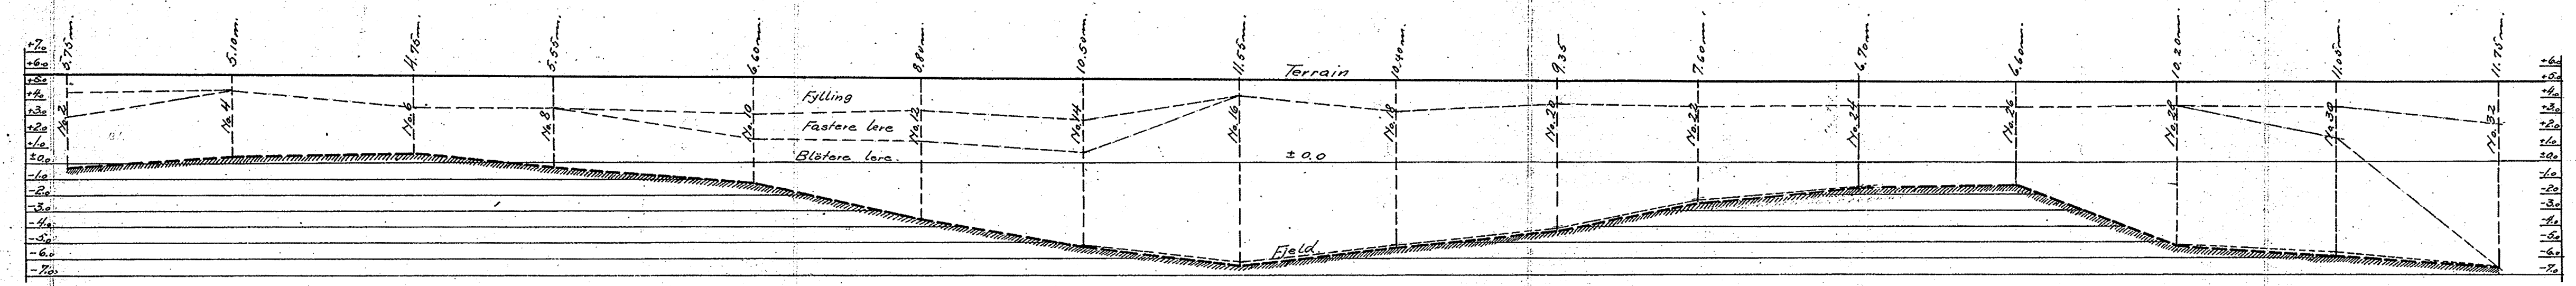 5.75m. 5.10m. 4.75m. 5.55m. 6.60m. 8.80m. 10.50m. 11.55m. 10.40m. 9.35 7.60m. 6.70m. 6.60m. 10.20m. 11.05m. 11.75m.
+7.0
+6.0 +6.0
Terrain
+5.0 +5.0
+4.0 +4.0
Fylling
+3.0 +3.0
No. 2 No. 4 No. 6 No. 8 No. 10 No. 12 No. 14 No. 16 No. 18 No. 20 No. 22 No. 24 No. 26 No. 28 No. 30 No. 32
Fastere lere
+2.0 +2.0
+1.0 +1.0
Blötere lere.
±0.0 ±0.0 ±0.0
-1.0 -1.0
-2.0 -2.0
-3.0 -3.0
-4.0 -4.0
-5.0 -5.0
Fjeld.
-6.0 -6.0
-7.0 -7.0